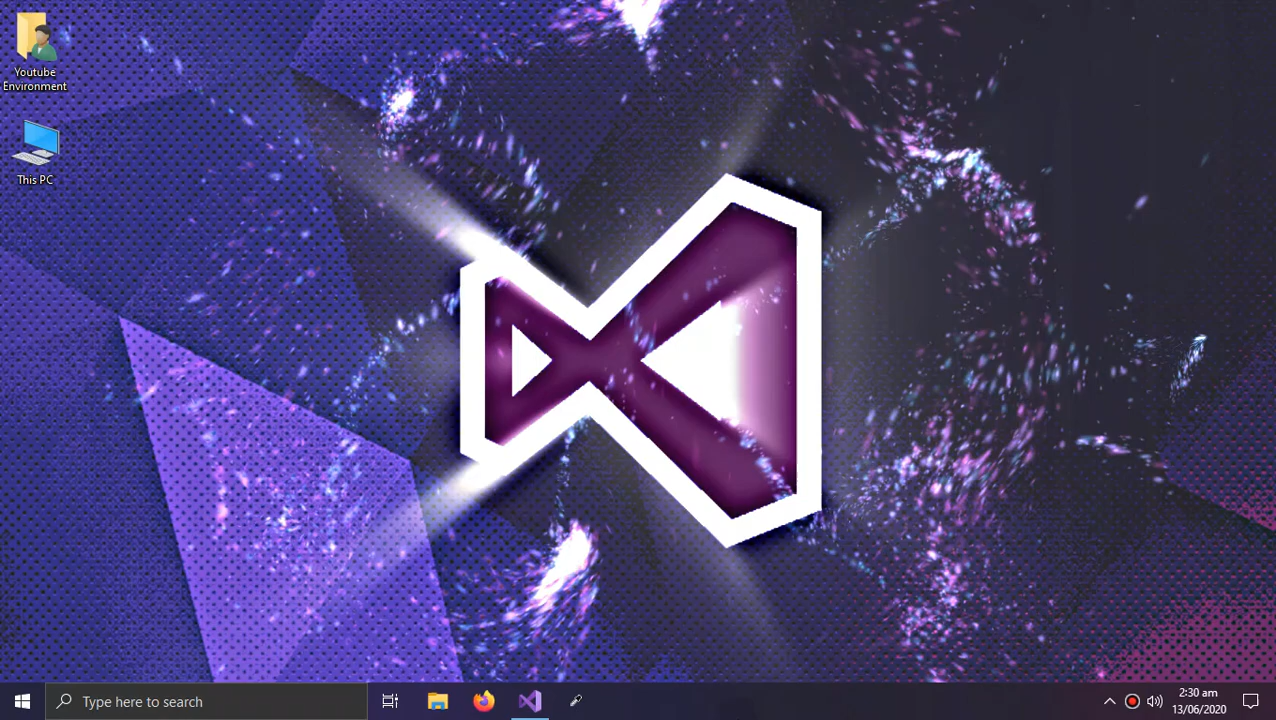 Youtube
Environment
This PC
Type here to search
2:30 am
13/06/2020